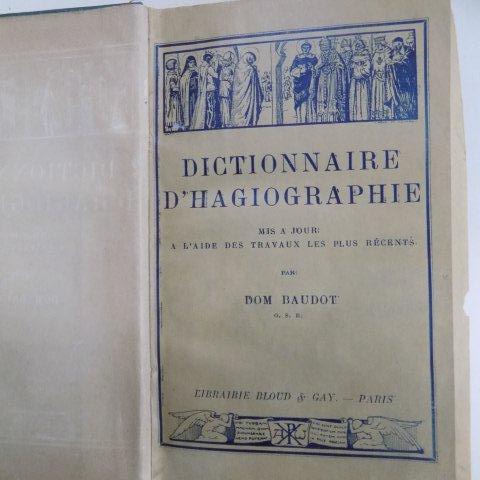 DICTIONNAIRE
D'HAGIOGRAPHIE
MIS A JOUR
A L'AIDE DES TRAVAUX LES PLUS RÉCENTS
PAR
DOM BAUDOT
O. S. B.
LIBRAIRIE BLOUD & GAY. — PARIS